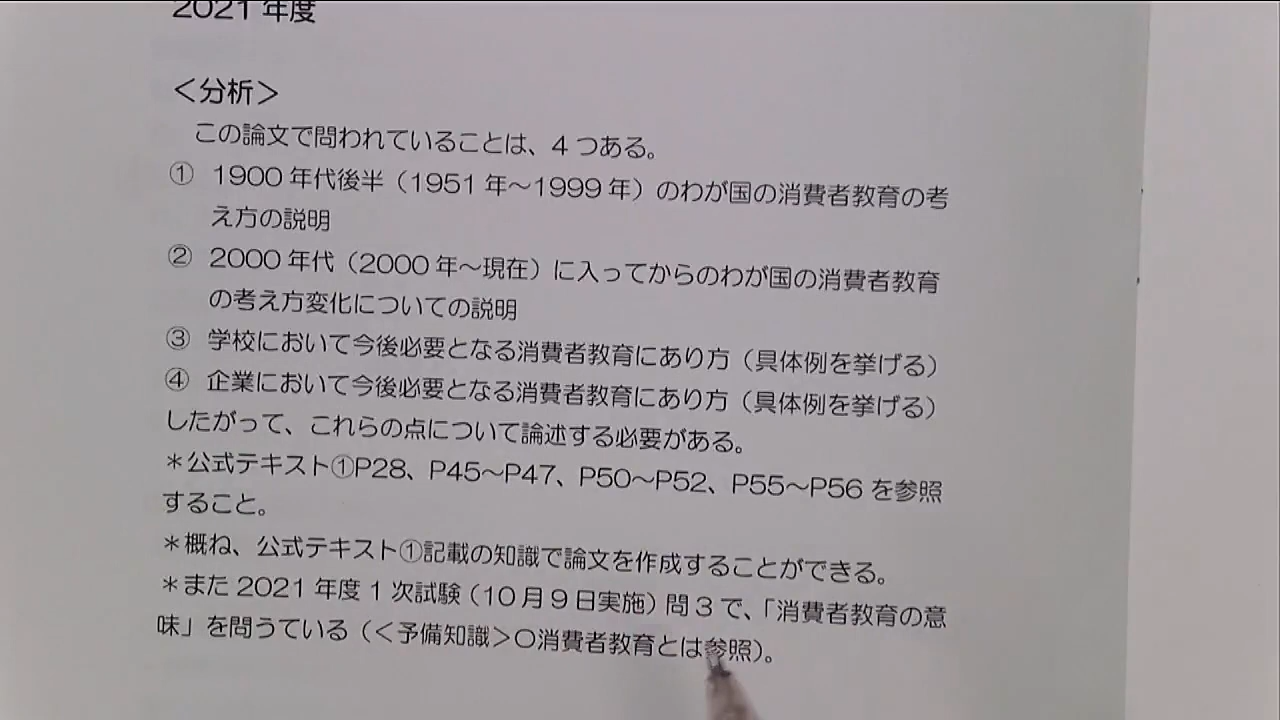 2021年度
＜分析＞
この論文で問われていることは、4つある。
① 1900年代後半（1951年～1999年）のわが国の消費者教育の考
え方の説明
② 2000年代（2000年～現在）に入ってからのわが国の消費者教育
の考え方変化についての説明
③ 学校において今後必要となる消費者教育にあり方（具体例を挙げる）
④ 企業において今後必要となる消費者教育にあり方（具体例を挙げる）
したがって、これらの点について論述する必要がある。
＊公式テキスト①P28、P45～P47、P50～P52、P55～P56を参照
すること。
＊概ね、公式テキスト①記載の知識で論文を作成することができる。
＊また2021年度1次試験（10月9日実施）問3で、「消費者教育の意
味」を問うている（＜予備知識＞○消費者教育とは参照）。